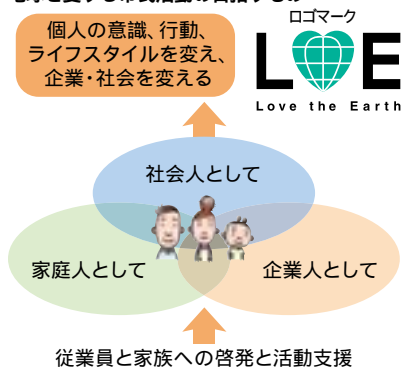 ロゴマーク
個人の意識、行動、
ライフスタイルを変え、
企業・社会を変える
L E
Love the Earth
社会人として
家庭人として
企業人として
従業員と家族への啓発と活動支援